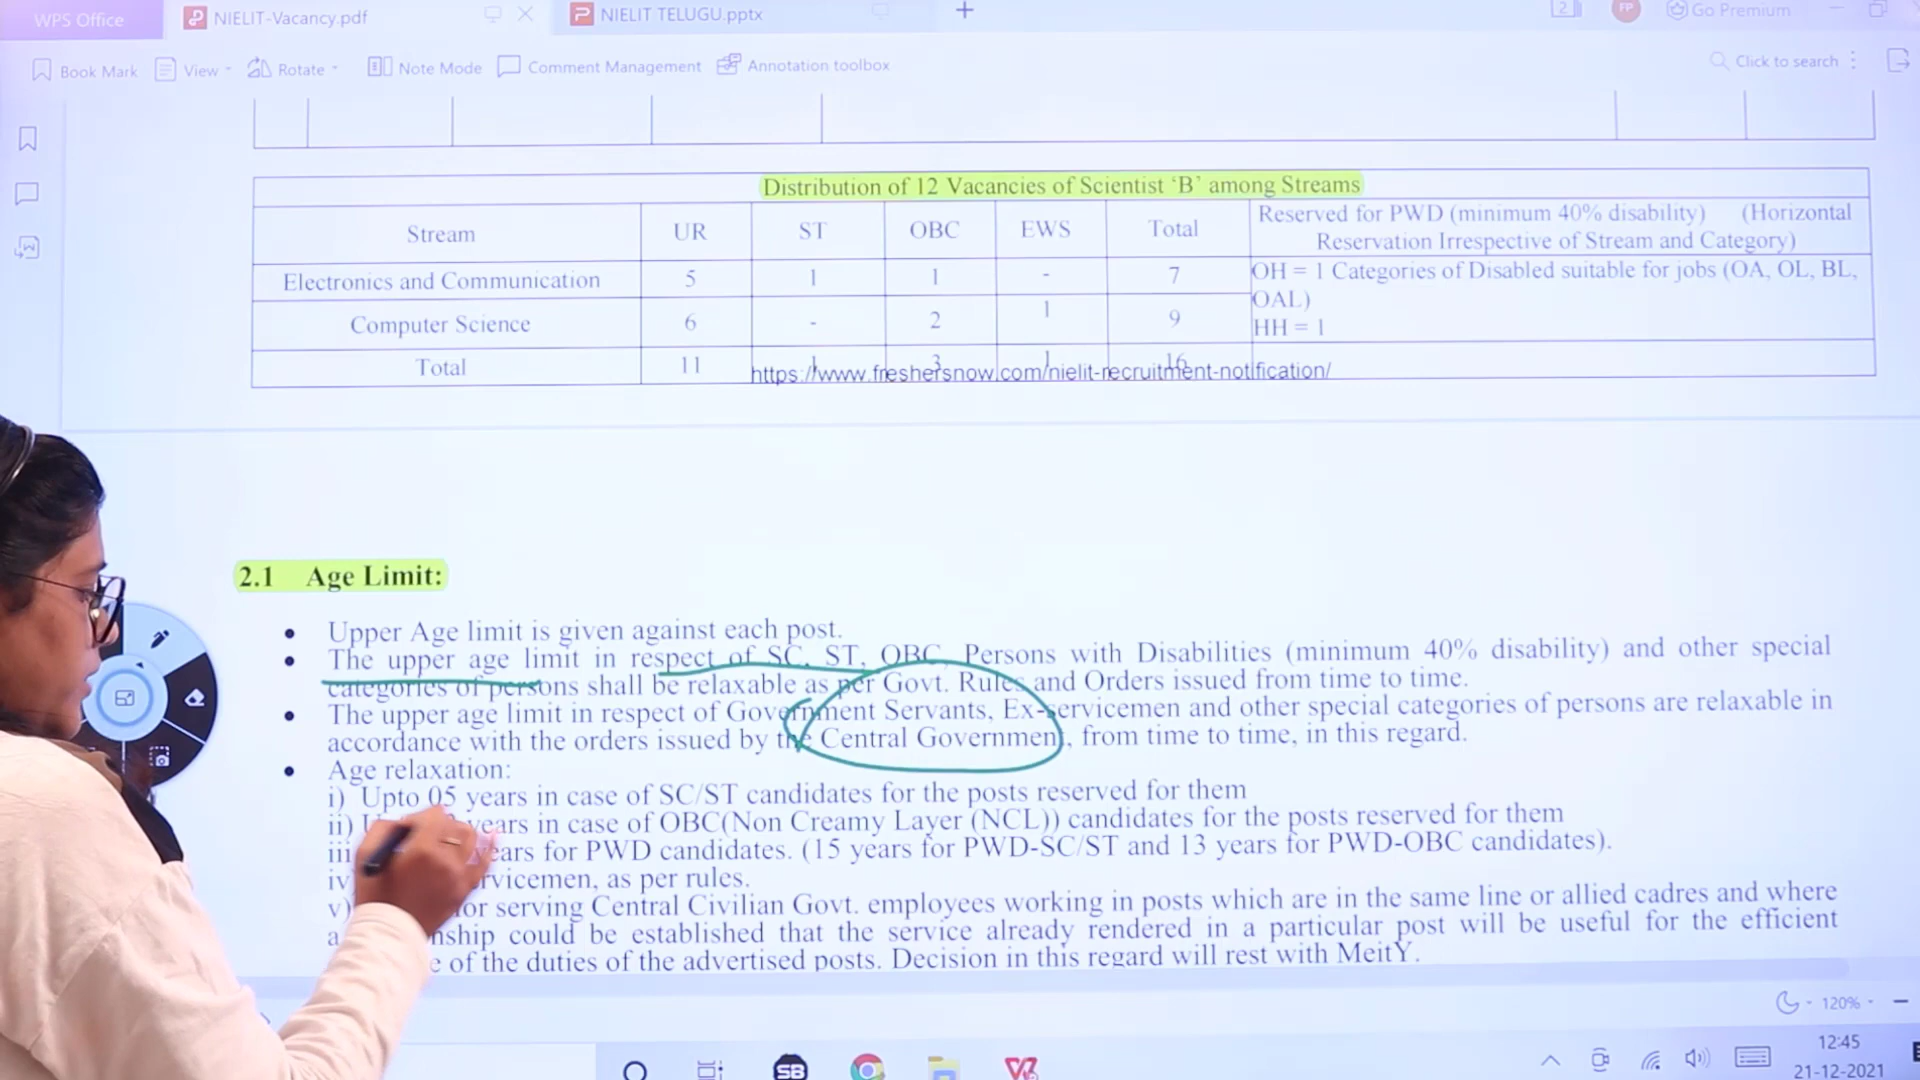 WPS Office
NIELIT-Vacancy.pdf
NIELIT TELUGU.pptx
2
FP
Go Premium
Book Mark
View
Rotate
Note Mode
Comment Management
Annotation toolbox
Click to search
Distribution of 12 Vacancies of Scientist 'B' among Streams
Stream UR ST OBC EWS Total Reserved for PWD (minimum 40% disability) (Horizontal
Reservation Irrespective of Stream and Category)
Electronics and Communication 5 1 1 - 7 OH = 1 Categories of Disabled suitable for jobs (OA, OL, BL,
OAL)
Computer Science 6 - 2 1 9 HH = 1
Total 11 1 3 1 16
https://www.freshersnow.com/nielit-recruitment-notification/
2.1 Age Limit:
• Upper Age limit is given against each post.
• The upper age limit in respect of SC, ST, OBC, Persons with Disabilities (minimum 40% disability) and other special
categories of persons shall be relaxable as per Govt. Rules and Orders issued from time to time.
• The upper age limit in respect of Government Servants, Ex-servicemen and other special categories of persons are relaxable in
accordance with the orders issued by the Central Government, from time to time, in this regard.
• Age relaxation:
i) Upto 05 years in case of SC/ST candidates for the posts reserved for them
ii) years in case of OBC(Non Creamy Layer (NCL)) candidates for the posts reserved for them
iii years for PWD candidates. (15 years for PWD-SC/ST and 13 years for PWD-OBC candidates).
iv rvicemen, as per rules.
v) for serving Central Civilian Govt. employees working in posts which are in the same line or allied cadres and where
a nship could be established that the service already rendered in a particular post will be useful for the efficient
e of the duties of the advertised posts. Decision in this regard will rest with MeitY.
120%
SB
12:45
21-12-2021